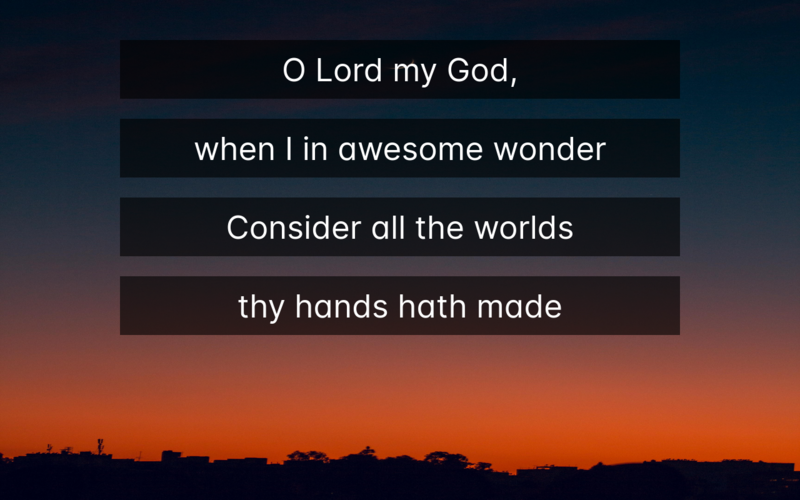 O Lord my God,
when I in awesome wonder
Consider all the worlds
thy hands hath made